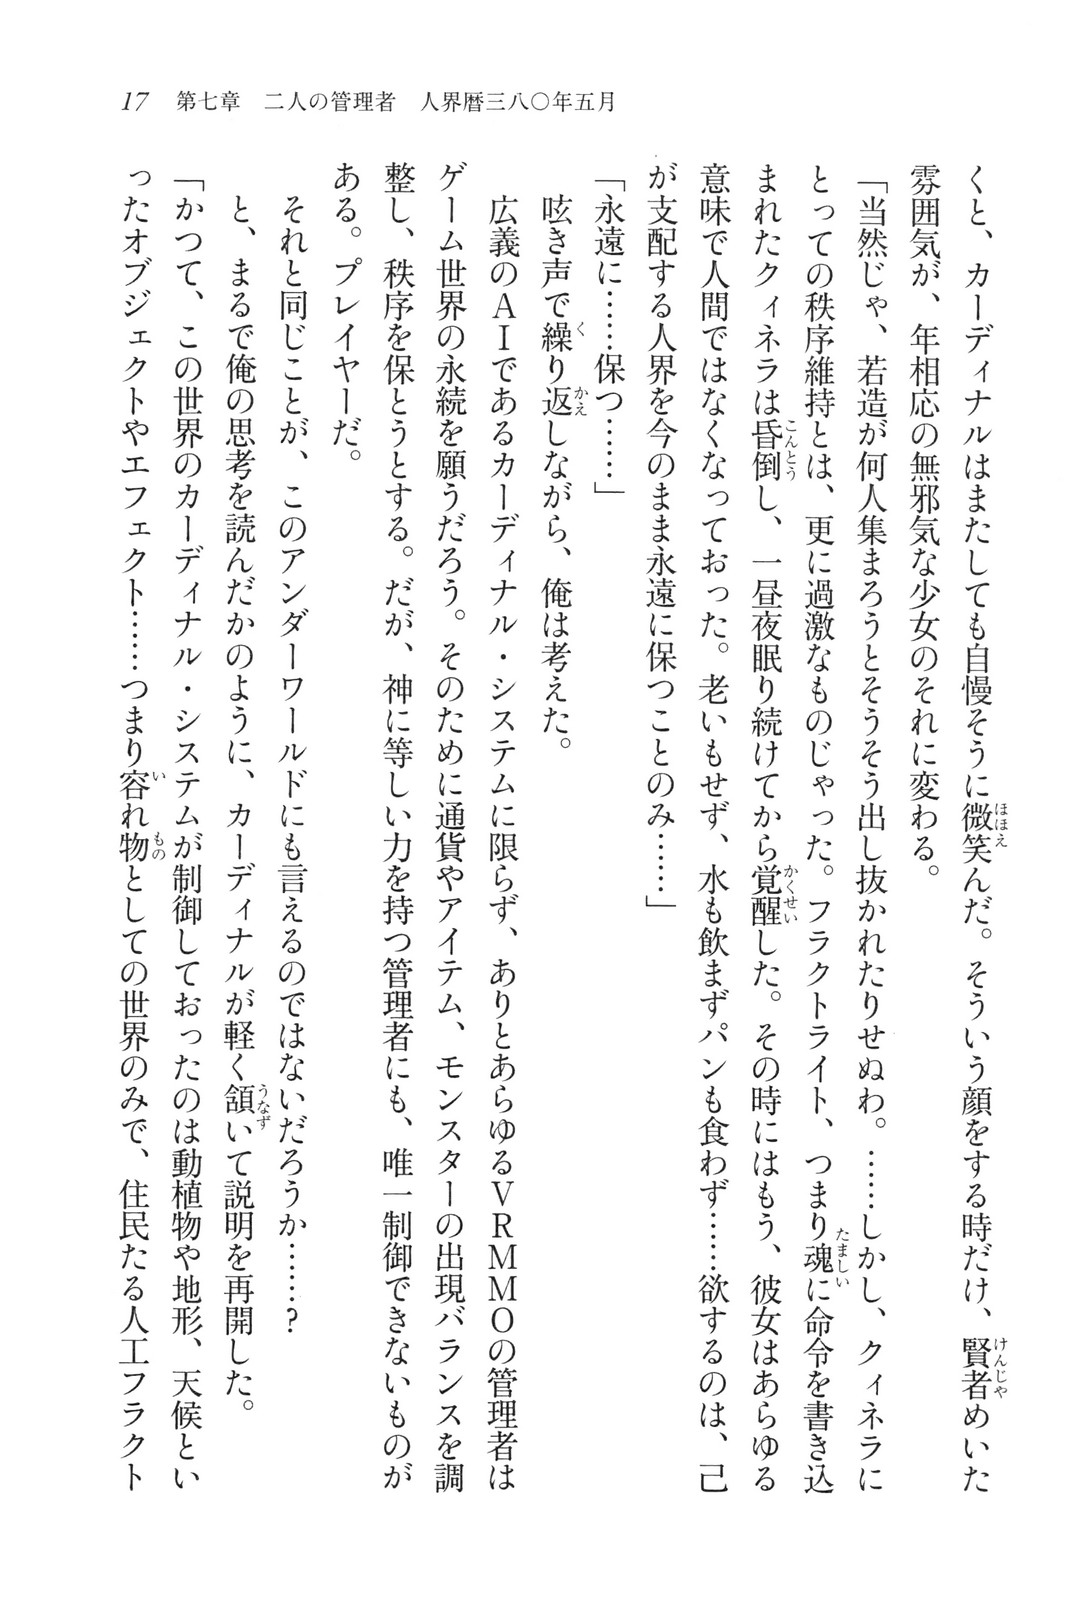 17 第七章 二人の管理者 人界暦三八〇年五月
くと、カーディナルはまたしても自慢そうに微笑んだ。そういう顔をする時だけ、賢者めいた
雰囲気が、年相応の無邪気な少女のそれに変わる。
「当然じゃ、若造が何人集まろうとそうそう出し抜かれたりせぬわ。……しかし、クィネラに
とっての秩序維持とは、更に過激なものじゃった。フラクトライト、つまり魂に命令を書き込
まれたクィネラは昏倒し、一昼夜眠り続けてから覚醒した。その時にはもう、彼女はあらゆる
意味で人間ではなくなっておった。老いもせず、水も飲まずパンも食わず……欲するのは、己
が支配する人界を今のまま永遠に保つことのみ……」
「永遠に……保つ……」
呟き声で繰り返しながら、俺は考えた。
広義のＡＩであるカーディナル・システムに限らず、ありとあらゆるＶＲＭＭＯの管理者は
ゲーム世界の永続を願うだろう。そのために通貨やアイテム、モンスターの出現バランスを調
整し、秩序を保とうとする。だが、神に等しい力を持つ管理者にも、唯一制御できないものが
ある。プレイヤーだ。
それと同じことが、このアンダーワールドにも言えるのではないだろうか……?
と、まるで俺の思考を読んだかのように、カーディナルが軽く頷いて説明を再開した。
「かつて、この世界のカーディナル・システムが制御しておったのは動植物や地形、天候とい
ったオブジェクトやエフェクト……つまり容れ物としての世界のみで、住民たる人工フラクト